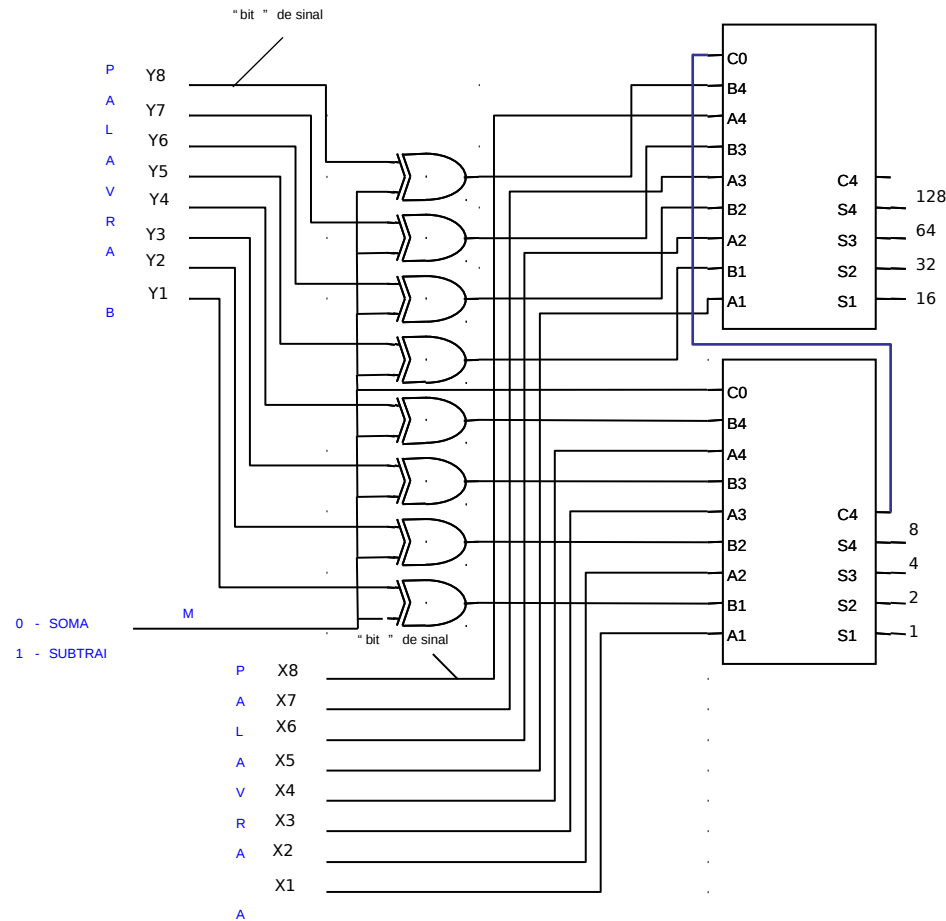 “ bit ” de sinal
P
A
L
A
V
R
A
B
Y8
Y7
Y6
Y5
Y4
Y3
Y2
Y1
C0
B4
A4
B3
A3
B2
A2
B1
A1
C4
S4
S3
S2
S1
128
64
32
16
C0
B4
A4
B3
A3
B2
A2
B1
A1
C4
S4
S3
S2
S1
8
4
2
1
M
0 - SOMA
1 - SUBTRAI
“ bit ” de sinal
P
A
L
A
V
R
A
A
X8
X7
X6
X5
X4
X3
X2
X1